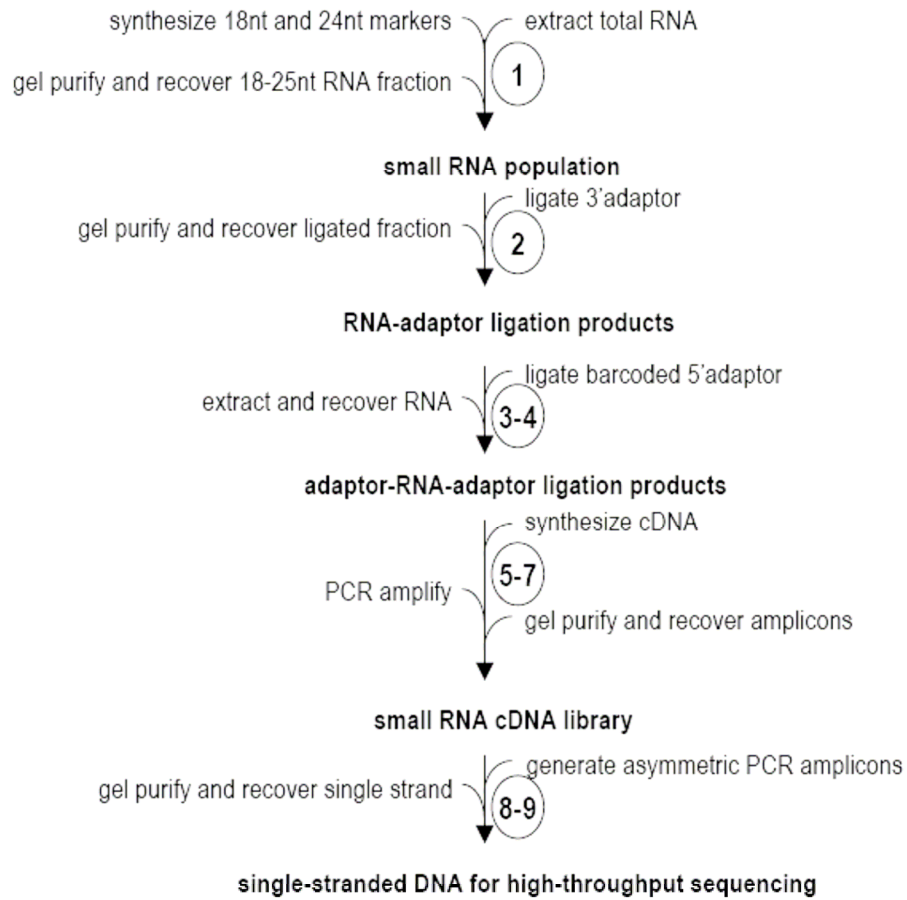 synthesize 18nt and 24nt markers
extract total RNA
1
gel purify and recover 18-25nt RNA fraction
small RNA population
ligate 3'adaptor
gel purify and recover ligated fraction
2
RNA-adaptor ligation products
ligate barcoded 5'adaptor
extract and recover RNA
3-4
adaptor-RNA-adaptor ligation products
synthesize cDNA
5-7
PCR amplify
gel purify and recover amplicons
small RNA cDNA library
generate asymmetric PCR amplicons
gel purify and recover single strand
8-9
single-stranded DNA for high-throughput sequencing